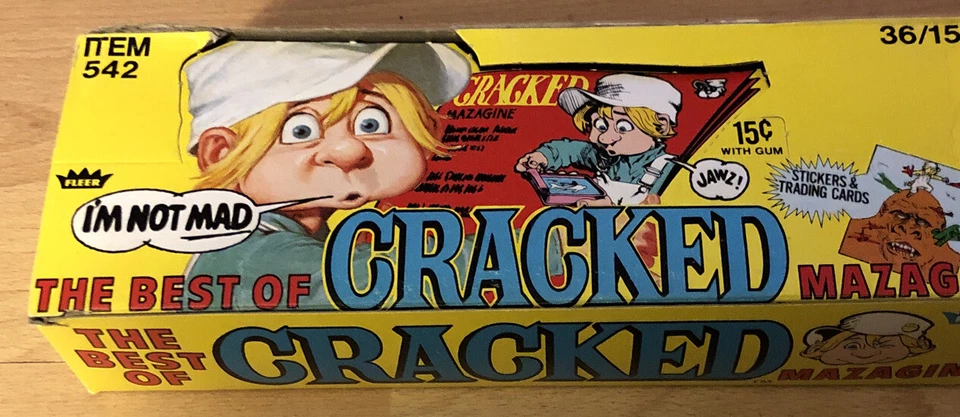 ITEM
542
36/15
CRACKED
MAZAGINE
15¢
WITH GUM
JAWZ!
STICKERS &
TRADING CARDS
FLEER
I'M NOT MAD
THE BEST OF CRACKED MAZAG
THE
BEST
OF
CRACKED
MAZAGIN